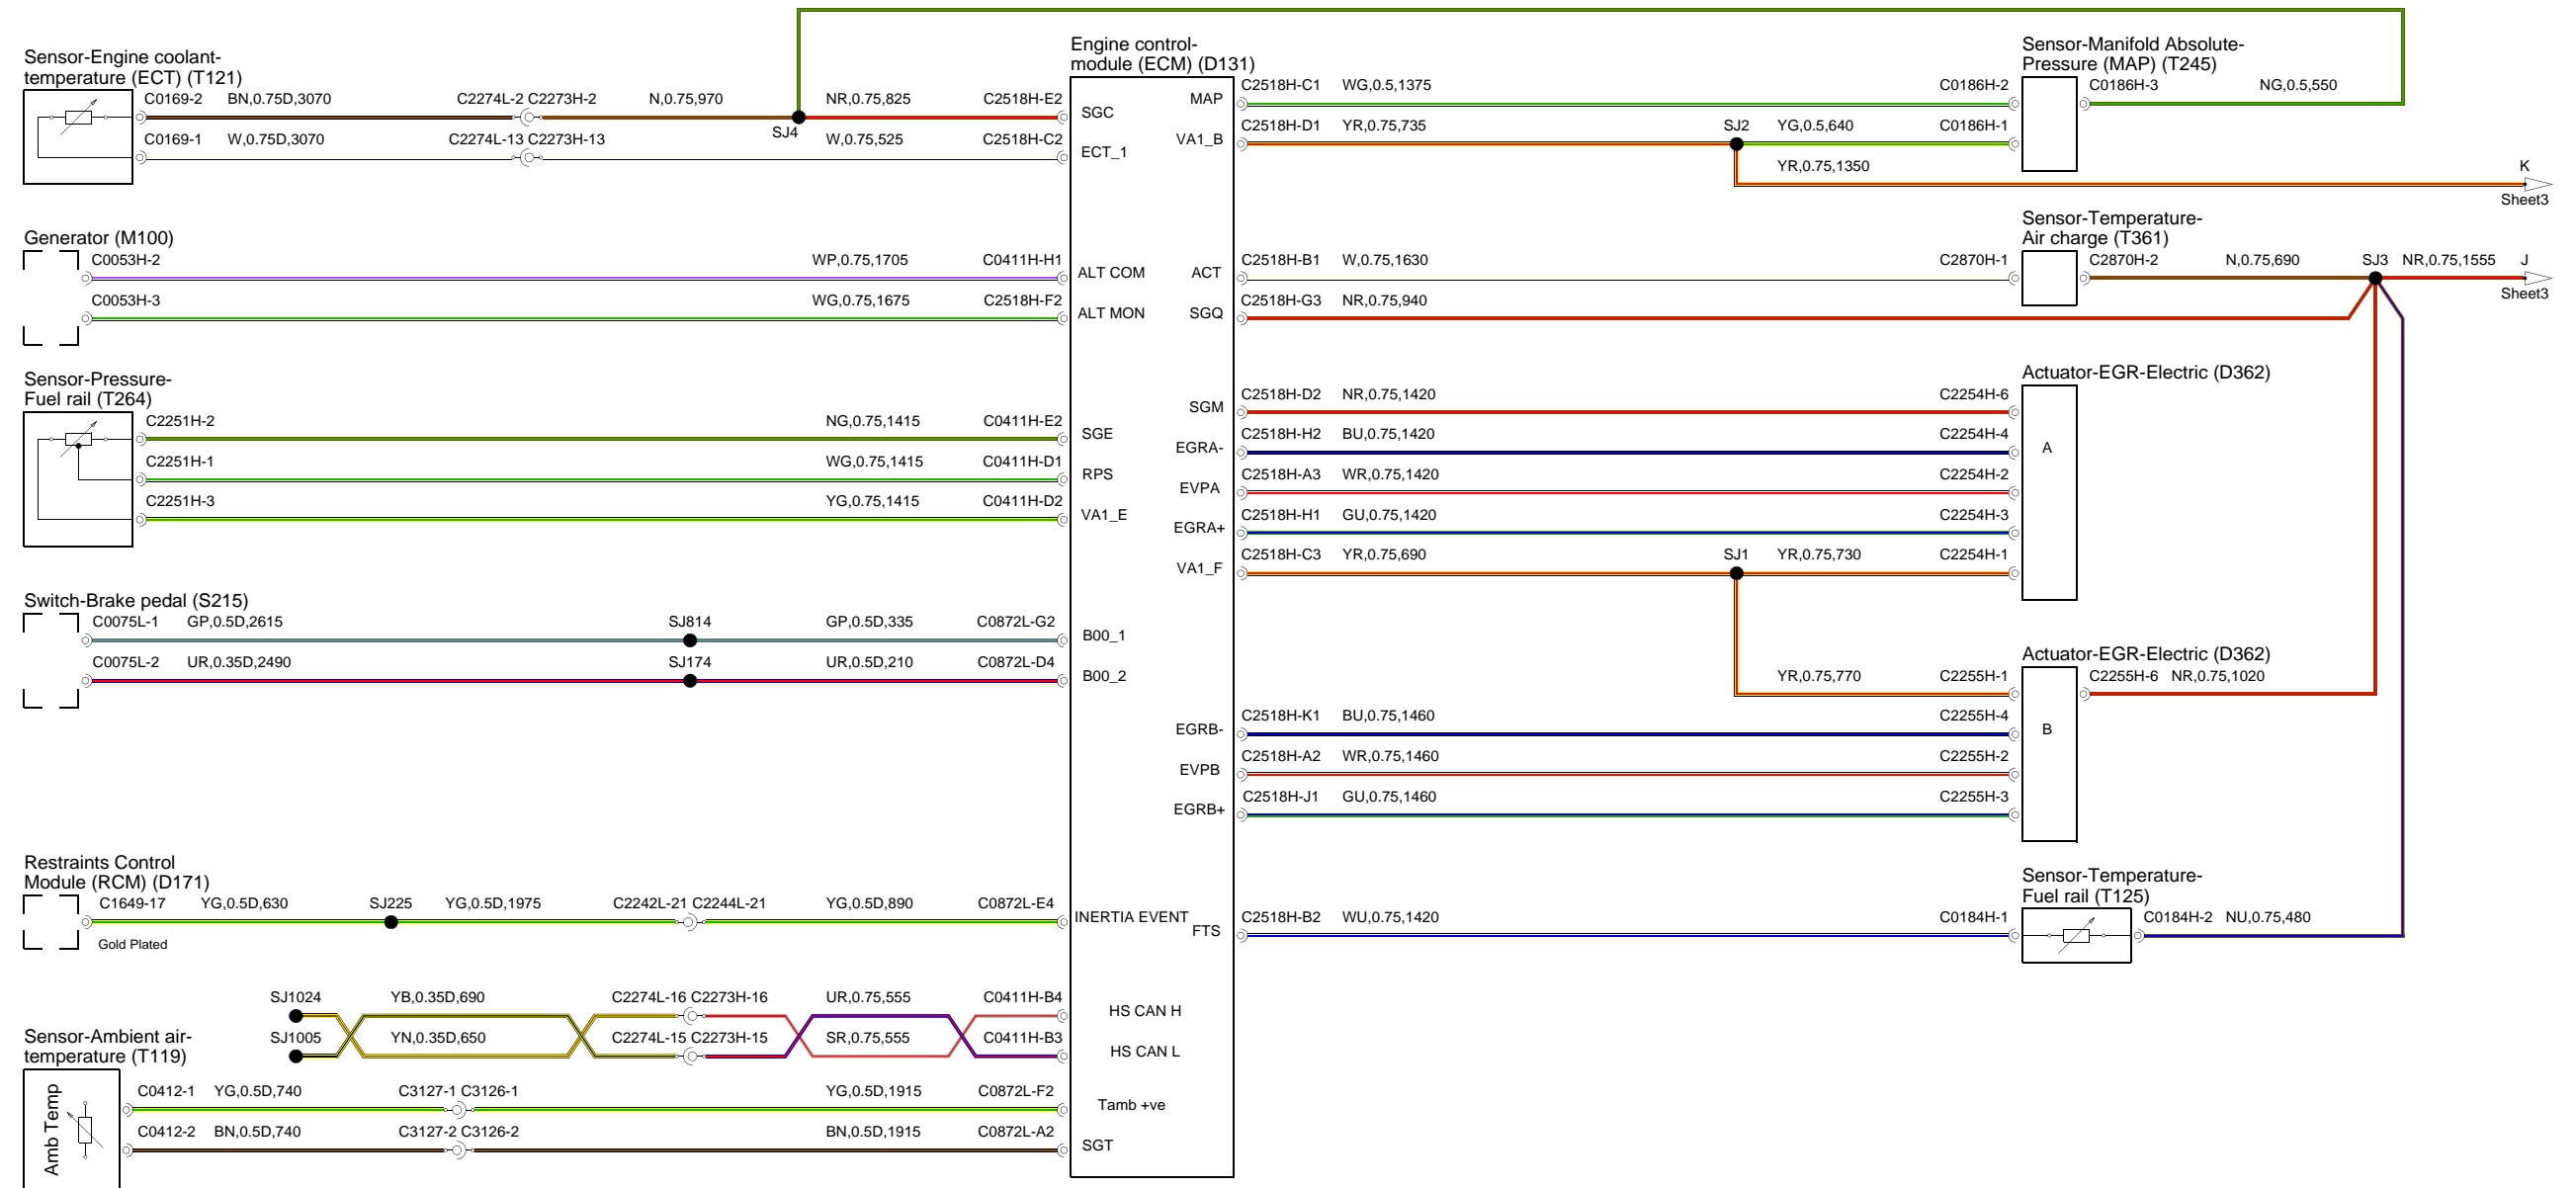 Sensor-Engine coolant-
temperature (ECT) (T121)
C0169-2 BN,0.75D,3070 C2274L-2 C2273H-2 N,0.75,970 NR,0.75,825 C2518H-E2
SJ4
C0169-1 W,0.75D,3070 C2274L-13 C2273H-13 W,0.75,525 C2518H-C2
Generator (M100)
C0053H-2 WP,0.75,1705 C0411H-H1
C0053H-3 WG,0.75,1675 C2518H-F2
Sensor-Pressure-
Fuel rail (T264)
C2251H-2 NG,0.75,1415 C0411H-E2
C2251H-1 WG,0.75,1415 C0411H-D1
C2251H-3 YG,0.75,1415 C0411H-D2
Switch-Brake pedal (S215)
C0075L-1 GP,0.5D,2615 SJ814 GP,0.5D,335 C0872L-G2
C0075L-2 UR,0.35D,2490 SJ174 UR,0.5D,210 C0872L-D4
Restraints Control
Module (RCM) (D171)
C1649-17 YG,0.5D,630 SJ225 YG,0.5D,1975 C2242L-21 C2244L-21 YG,0.5D,890 C0872L-E4
Gold Plated
SJ1024 YB,0.35D,690 C2274L-16 C2273H-16 UR,0.75,555 C0411H-B4
SJ1005 YN,0.35D,650 C2274L-15 C2273H-15 SR,0.75,555 C0411H-B3
Sensor-Ambient air-
temperature (T119)
Amb Temp
C0412-1 YG,0.5D,740 C3127-1 C3126-1 YG,0.5D,1915 C0872L-F2
C0412-2 BN,0.5D,740 C3127-2 C3126-2 BN,0.5D,1915 C0872L-A2
Engine control-
module (ECM) (D131)
SGC
ECT_1
ALT COM
ALT MON
SGE
RPS
VA1_E
B00_1
B00_2
INERTIA EVENT
HS CAN H
HS CAN L
Tamb +ve
SGT
MAP
VA1_B
ACT
SGQ
SGM
EGRA-
EVPA
EGRA+
VA1_F
EGRB-
EVPB
EGRB+
FTS
Sensor-Manifold Absolute-
Pressure (MAP) (T245)
C2518H-C1 WG,0.5,1375 C0186H-2 C0186H-3 NG,0.5,550
C2518H-D1 YR,0.75,735 SJ2 YG,0.5,640 C0186H-1
YR,0.75,1350 K
Sheet3
Sensor-Temperature-
Air charge (T361)
C2518H-B1 W,0.75,1630 C2870H-1 C2870H-2 N,0.75,690 SJ3 NR,0.75,1555 J
Sheet3
C2518H-G3 NR,0.75,940
Actuator-EGR-Electric (D362)
A
C2518H-D2 NR,0.75,1420 C2254H-6
C2518H-H2 BU,0.75,1420 C2254H-4
C2518H-A3 WR,0.75,1420 C2254H-2
C2518H-H1 GU,0.75,1420 C2254H-3
C2518H-C3 YR,0.75,690 SJ1 YR,0.75,730 C2254H-1
Actuator-EGR-Electric (D362)
B
YR,0.75,770 C2255H-1 C2255H-6 NR,0.75,1020
C2518H-K1 BU,0.75,1460 C2255H-4
C2518H-A2 WR,0.75,1460 C2255H-2
C2518H-J1 GU,0.75,1460 C2255H-3
Sensor-Temperature-
Fuel rail (T125)
C2518H-B2 WU,0.75,1420 C0184H-1 C0184H-2 NU,0.75,480